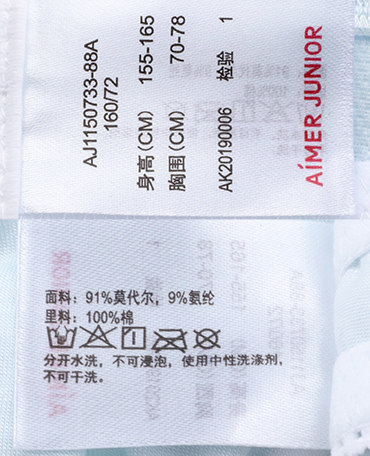 AJ1150733-88A
160/72
身高(CM) 155-165
胸围(CM) 70-78
AK20190006 检验 1
AiMER JUNIOR
面料：91%莫代尔，9%氨纶
里料：100%棉
分开水洗，不可浸泡，使用中性洗涤剂，
不可干洗。